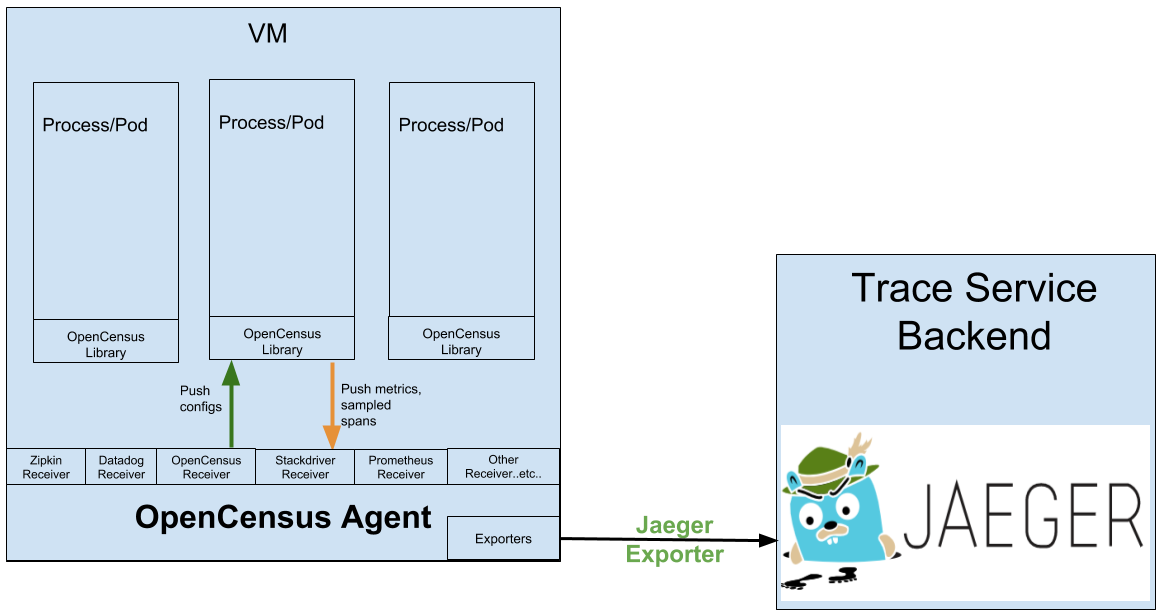 VM
Process/Pod
Process/Pod
Process/Pod
OpenCensus
Library
OpenCensus
Library
OpenCensus
Library
Push
configs
Push metrics,
sampled
spans
Zipkin
Receiver
Datadog
Receiver
OpenCensus
Receiver
Stackdriver
Receiver
Prometheus
Receiver
Other
Receiver..etc..
OpenCensus Agent
Exporters
Jaeger
Exporter
Trace Service
Backend
JAEGER